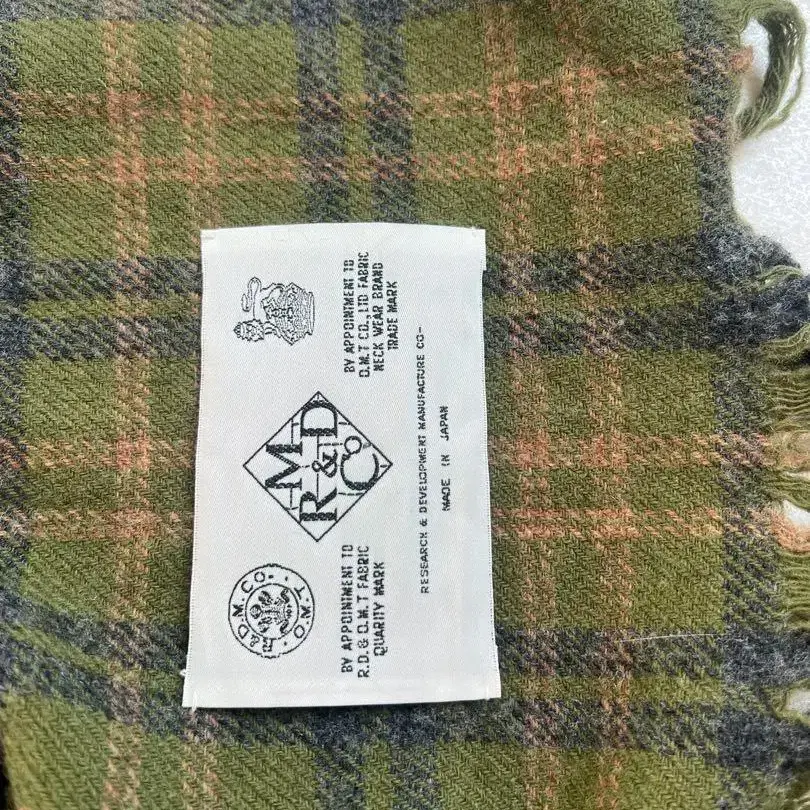 R.&D.M.CO.
O.M.T.
M
R&D
Co
BY APPOINTMENT TO
R.D.& O.M.T FABRIC
QUARITY MARK
BY APPOINTMENT TO
O.M.T CO.,LTD FABRIC
NECK WEAR BRAND
TRADE MARK
RESEARCH & DEVELOPMENT MANUFACTURE CO-
MADE IN JAPAN